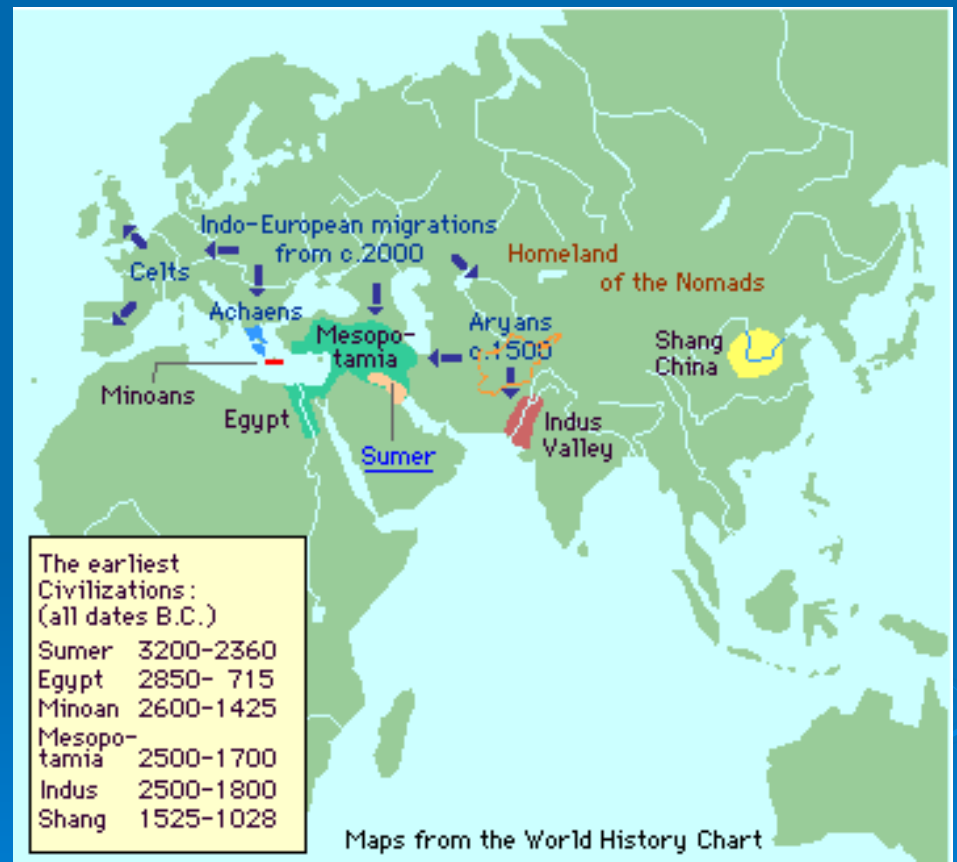 Indo-European migrations
from c.2000
Homeland
of the Nomads
Celts
Achaens
Aryans
c.1500
Mesopo-
tamia
Shang
China
Minoans
Egypt
Indus
Valley
Sumer
The earliest
Civilizations:
(all dates B.C.)
Sumer 3200-2360
Egypt 2850- 715
Minoan 2600-1425
Mesopo-
tamia 2500-1700
Indus 2500-1800
Shang 1525-1028
Maps from the World History Chart